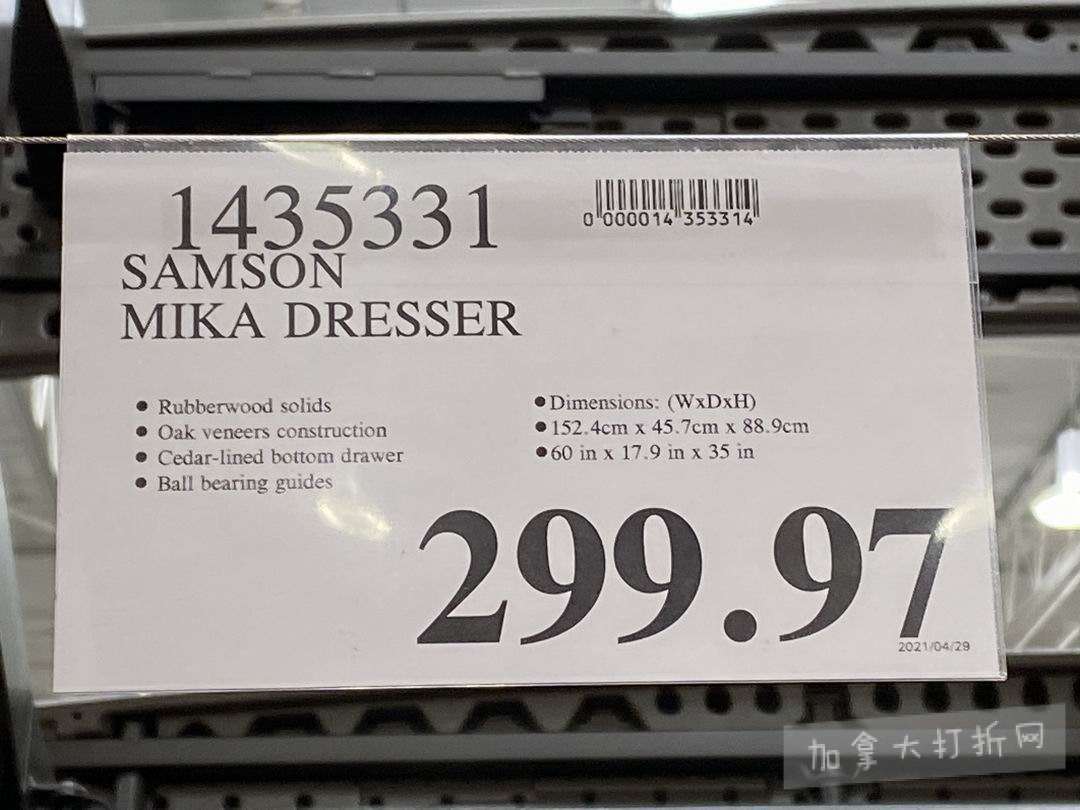 1435331
0 000014 353314
SAMSON
MIKA DRESSER
● Rubberwood solids
● Oak veneers construction
● Cedar-lined bottom drawer
● Ball bearing guides
●Dimensions: (WxDxH)
●152.4cm x 45.7cm x 88.9cm
●60 in x 17.9 in x 35 in
299.97
2021/04/29
加拿大打折网